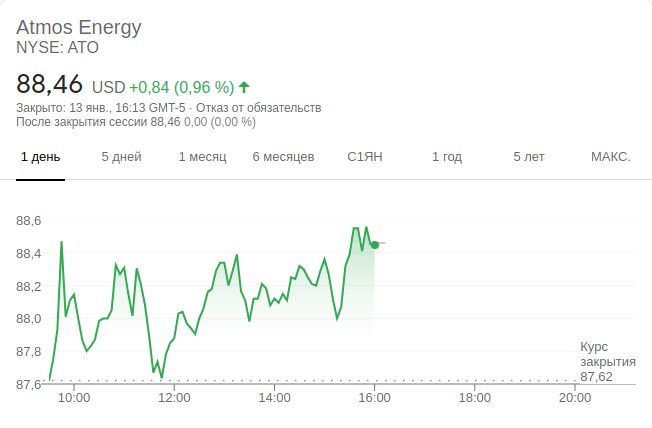 Atmos Energy
NYSE: ATO
88,46 USD +0,84 (0,96 %)
Закрыто: 13 янв., 16:13 GMT-5 · Отказ от обязательств
После закрытия сессии 88,46 0,00 (0,00 %)
1 день 5 дней 1 месяц 6 месяцев С1ЯН 1 год 5 лет МАКС.
88,6
88,4
88,2
88,0
87,8
87,6
Курс
закрытия
87,62
10:00 12:00 14:00 16:00 18:00 20:00